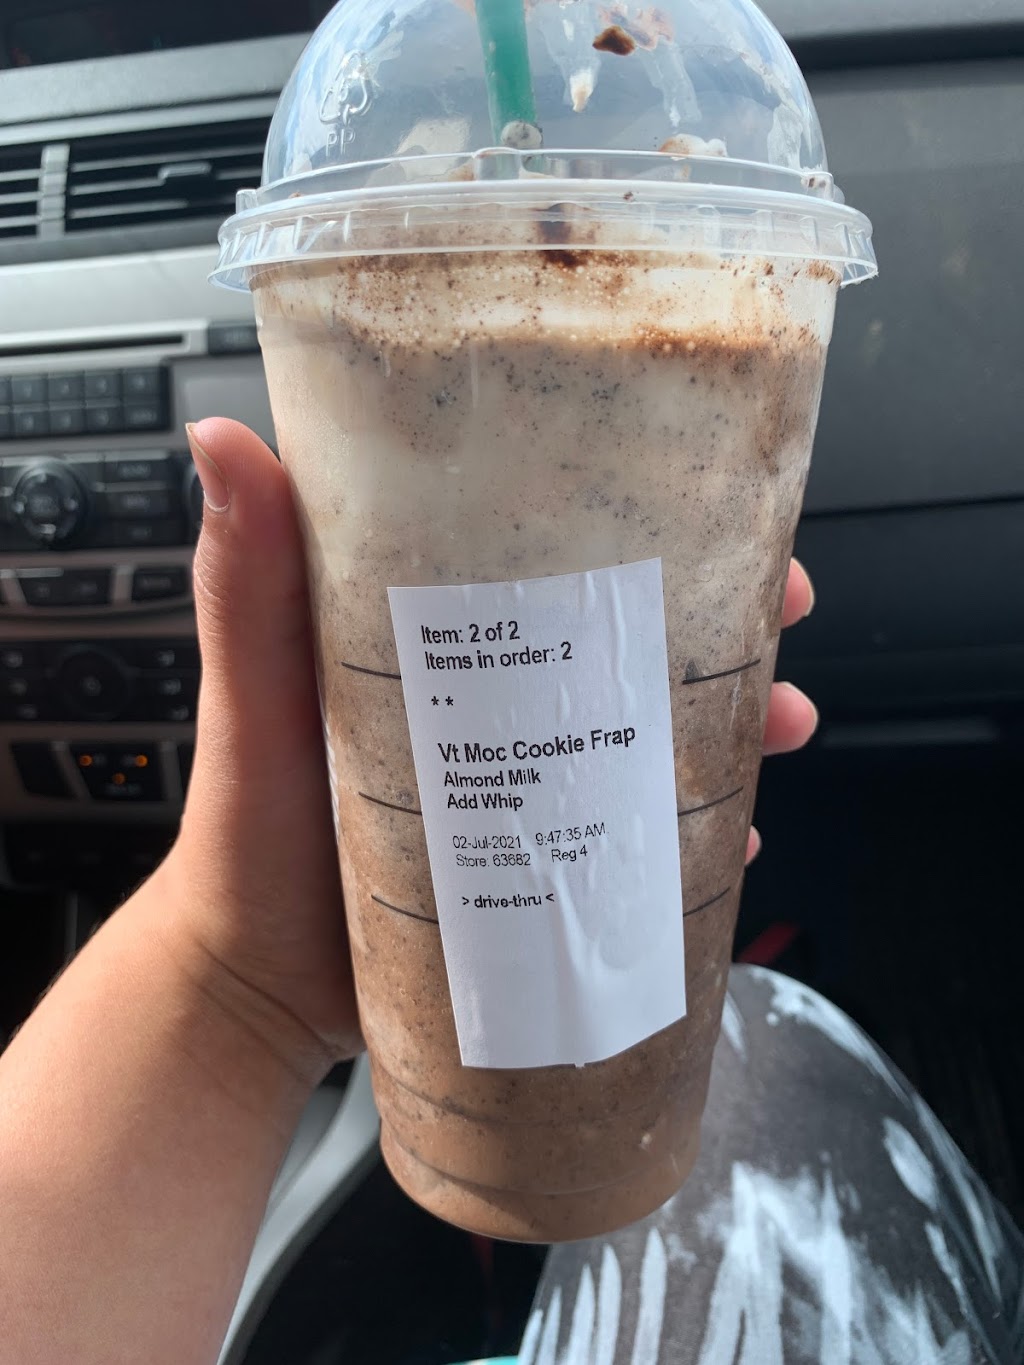 PP
Item: 2 of 2
Items in order: 2
* *
Vt Moc Cookie Frap
Almond Milk
Add Whip
02-Jul-2021 9:47:35 AM
Store: 63682 Reg 4
> drive-thru <